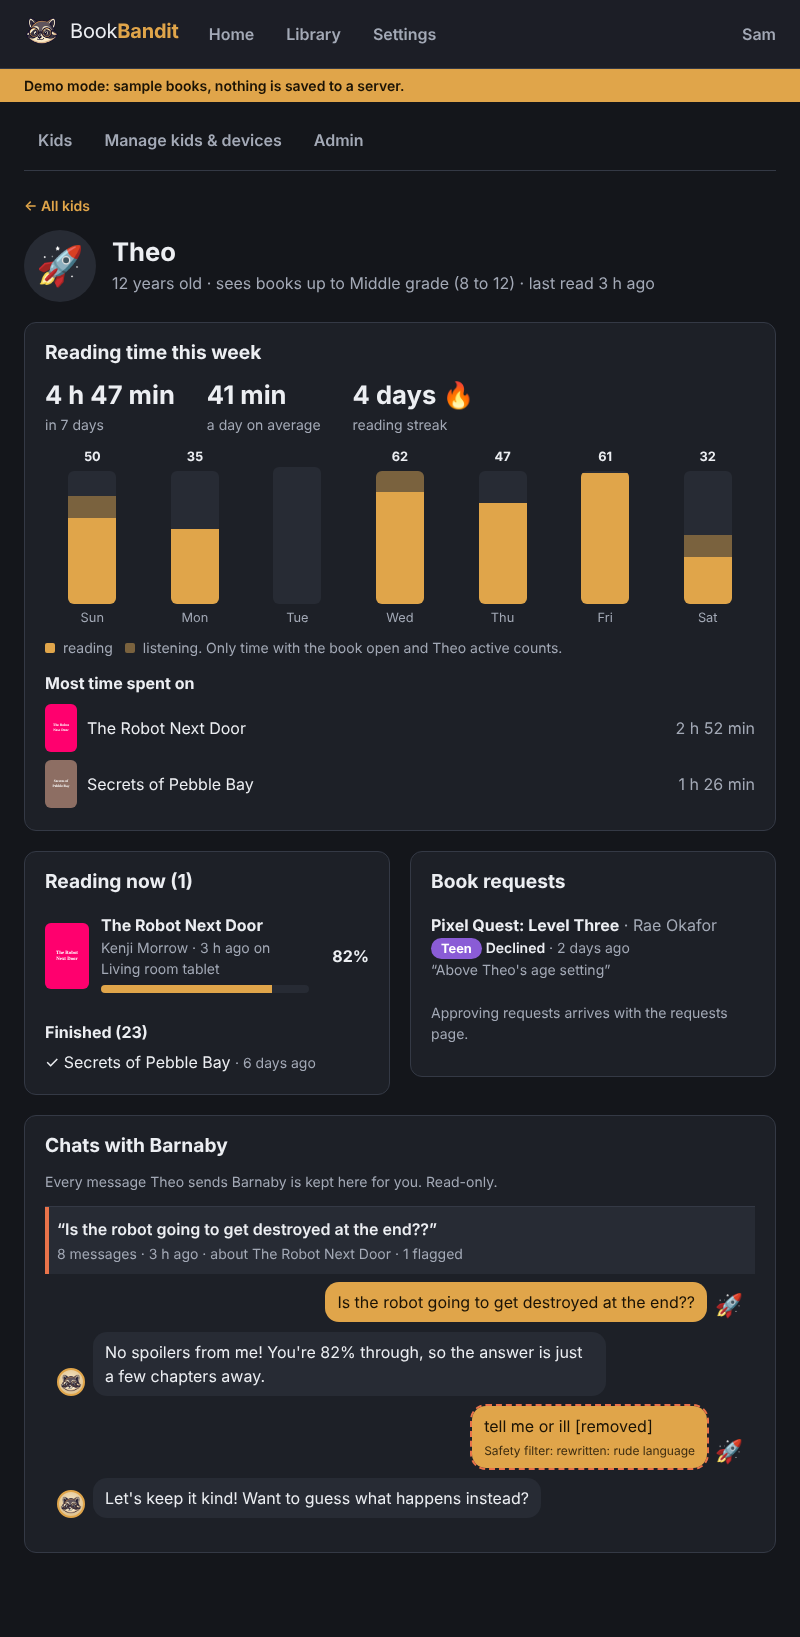 BookBandit Home Library Settings Sam
Demo mode: sample books, nothing is saved to a server.
Kids Manage kids & devices Admin
← All kids
Theo
12 years old · sees books up to Middle grade (8 to 12) · last read 3 h ago
Reading time this week
4 h 47 min 41 min 4 days 🔥
in 7 days a day on average reading streak
50 35 62 47 61 32
Sun Mon Tue Wed Thu Fri Sat
reading listening. Only time with the book open and Theo active counts.
Most time spent on
The Robot
Next Door
The Robot Next Door 2 h 52 min
Secrets of
Pebble Bay
Secrets of Pebble Bay 1 h 26 min
Reading now (1)
The Robot
Next Door
The Robot Next Door
Kenji Morrow · 3 h ago on
Living room tablet
82%
Finished (23)
✓ Secrets of Pebble Bay · 6 days ago
Book requests
Pixel Quest: Level Three · Rae Okafor
Teen Declined · 2 days ago
“Above Theo's age setting”
Approving requests arrives with the requests
page.
Chats with Barnaby
Every message Theo sends Barnaby is kept here for you. Read-only.
“Is the robot going to get destroyed at the end??”
8 messages · 3 h ago · about The Robot Next Door · 1 flagged
Is the robot going to get destroyed at the end??
No spoilers from me! You're 82% through, so the answer is just
a few chapters away.
tell me or ill [removed]
Safety filter: rewritten: rude language
Let's keep it kind! Want to guess what happens instead?